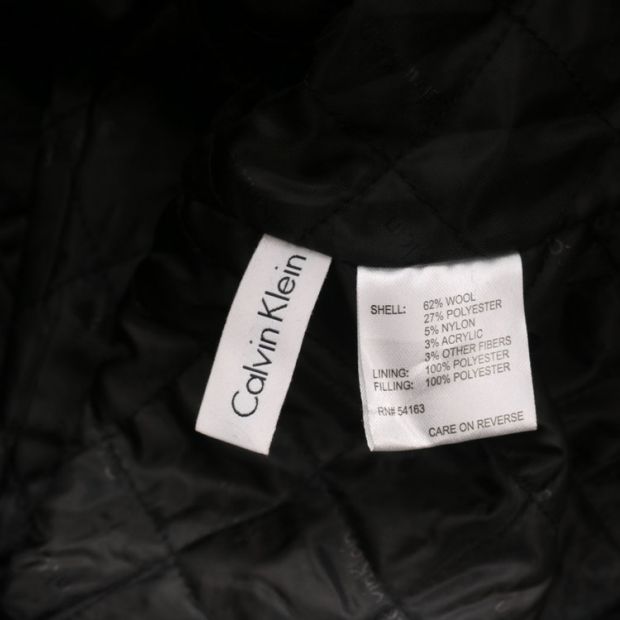 Calvin Klein
SHELL: 62% WOOL
27% POLYESTER
5% NYLON
3% ACRYLIC
3% OTHER FIBERS
LINING: 100% POLYESTER
FILLING: 100% POLYESTER
RN# 54163
CARE ON REVERSE